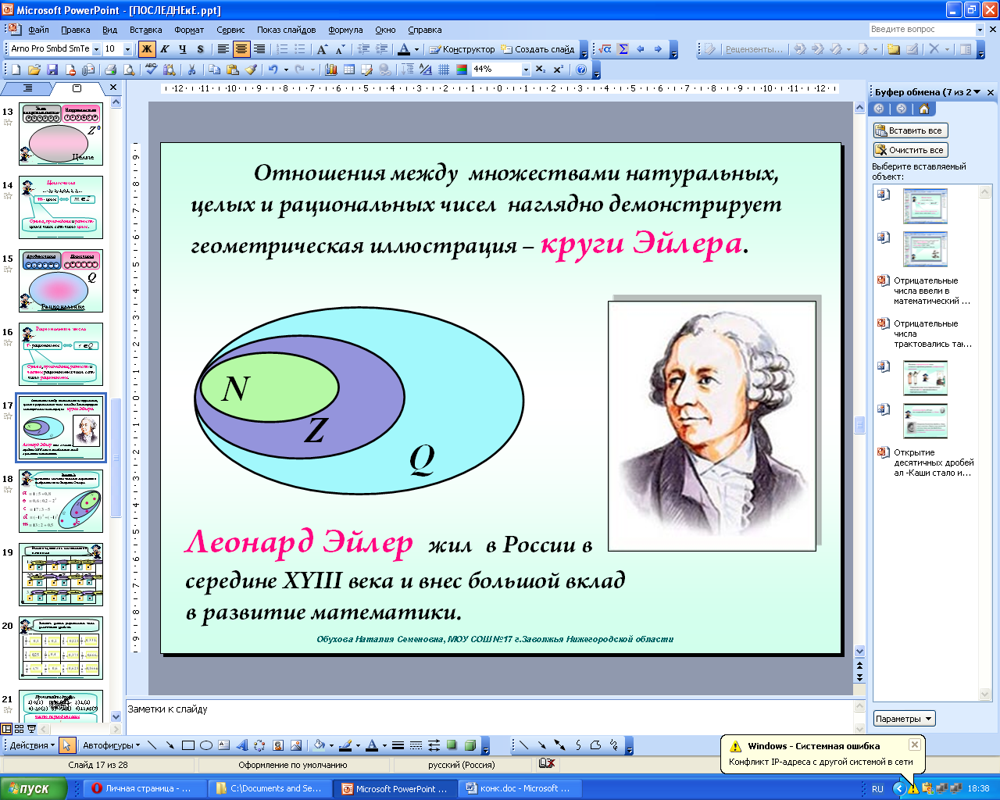 Microsoft PowerPoint - [ПОСЛЕДНЕкЕ.ppt]
Файл Правка Вид Вставка Формат Сервис Показ слайдов Формула Окно Справка
Введите вопрос
Arno Pro Smbd SmTe 10 Ж К Ч S Конструктор Создать слайд Рецензенты...
44%
Буфер обмена (7 из 2
Вставить все
Очистить все
Выберите вставляемый
объект:
Отрицательные
числа ввели в
математический ...
Отрицательные
числа
трактовались так...
Открытие
десятичных дробей
ал -Каши стало и...
Параметры
13
Z
Целые
14
Целые числа
15
Q
Рациональные
16
Рациональные числа
17
18
19
20
21
Отношения между множествами натуральных,
целых и рациональных чисел наглядно демонстрирует
геометрическая иллюстрация – круги Эйлера.
N
Z
Q
Леонард Эйлер жил в России в
середине XYIII века и внес большой вклад
в развитие математики.
Обухова Наталия Семеновна, МОУ СОШ№17 г.Заволжья Нижегородской области
Заметки к слайду
Действия Автофигуры
Слайд 17 из 28 Оформление по умолчанию русский (Россия)
Windows - Системная ошибка
Конфликт IP-адреса с другой системой в сети
пуск Личная страница - ... C:\Documents and Se... Microsoft PowerPoint ... конк.doc - Microsoft ... RU 18:38